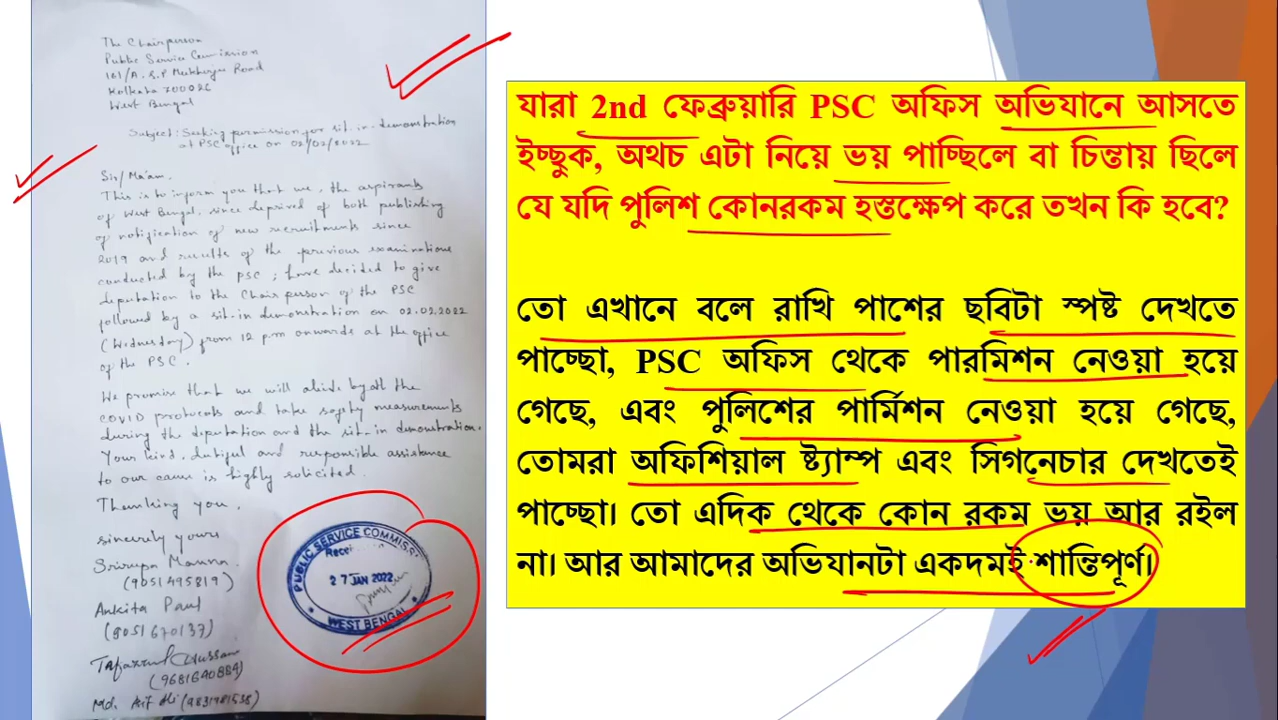 The Chairperson
Public Service Commission
161/A. S.P Mukherjee Road
Kolkata 700026
West Bengal
Subject: Seeking permission for sit-in-demonstration
at PSC office on 02/02/2022
Sir/Ma'am.
This is to inform you that we, the aspirants
of West Bengal, since deprived of both publishing
of notification of new recruitments since
2019 and results of the previous examinations
conducted by the PSC, have decided to give
deputation to the Chairperson of the PSC
followed by a sit-in demonstration on 02.02.2022
(Wednesday) from 12 p.m onwards at the office
of the PSC.
We promise that we will abide by all the
COVID protocols and take safety measurements
during the deputation and the sit-in demonstration.
Your kind, dutiful and responsible assistance
to our cause is highly solicited.
Thanking you,
sincerely yours
(9051495819)
Ankita Paul
(8051670137)
(9681640884)
Md. Arif Ali (9831981538)
PUBLIC SERVICE COMMISSI
Rece
27 JAN 2022
WEST BENGAL
যারা 2nd ফেব্রুয়ারি PSC অফিস অভিযানে আসতে
ইচ্ছুক, অথচ এটা নিয়ে ভয় পাচ্ছিলে বা চিন্তায় ছিলে
যে যদি পুলিশ কোনরকম হস্তক্ষেপ করে তখন কি হবে?
তো এখানে বলে রাখি পাশের ছবিটা স্পষ্ট দেখতে
পাচ্ছো, PSC অফিস থেকে পারমিশন নেওয়া হয়ে
গেছে, এবং পুলিশের পার্মিশন নেওয়া হয়ে গেছে,
তোমরা অফিশিয়াল ষ্ট্যাম্প এবং সিগনেচার দেখতেই
পাচ্ছো। তো এদিক থেকে কোন রকম ভয় আর রইল
না। আর আমাদের অভিযানটা একদমই শান্তিপূর্ণ।